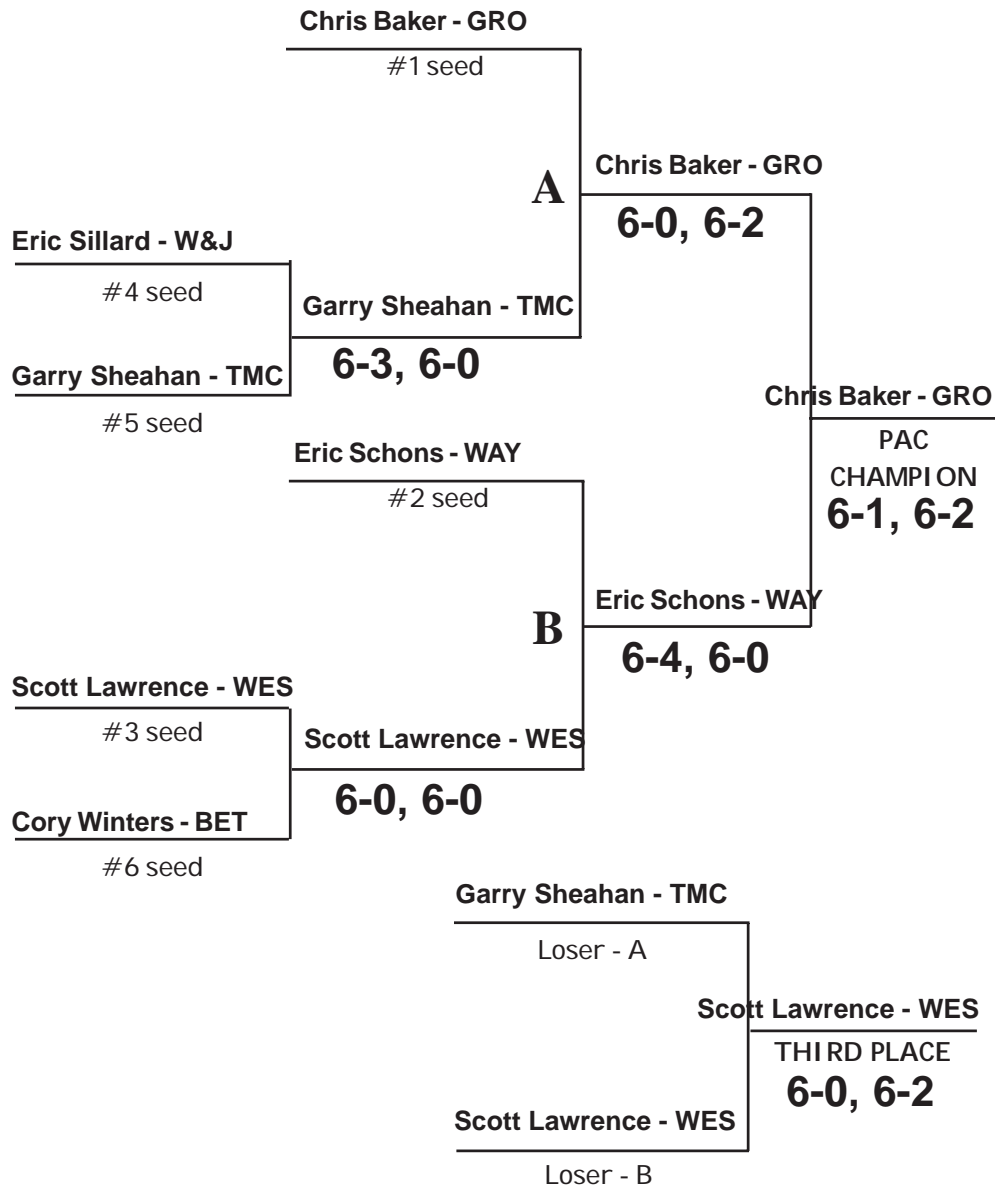 Chris Baker - GRO
#1 seed
A
Chris Baker - GRO
6-0, 6-2
Eric Sillard - W&J
#4 seed
Garry Sheahan - TMC
6-3, 6-0
Garry Sheahan - TMC
#5 seed
Chris Baker - GRO
PAC
CHAMPION
6-1, 6-2
Eric Schons - WAY
#2 seed
B
Eric Schons - WAY
6-4, 6-0
Scott Lawrence - WES
#3 seed
Scott Lawrence - WES
6-0, 6-0
Cory Winters - BET
#6 seed
Garry Sheahan - TMC
Loser - A
Scott Lawrence - WES
THIRD PLACE
6-0, 6-2
Scott Lawrence - WES
Loser - B